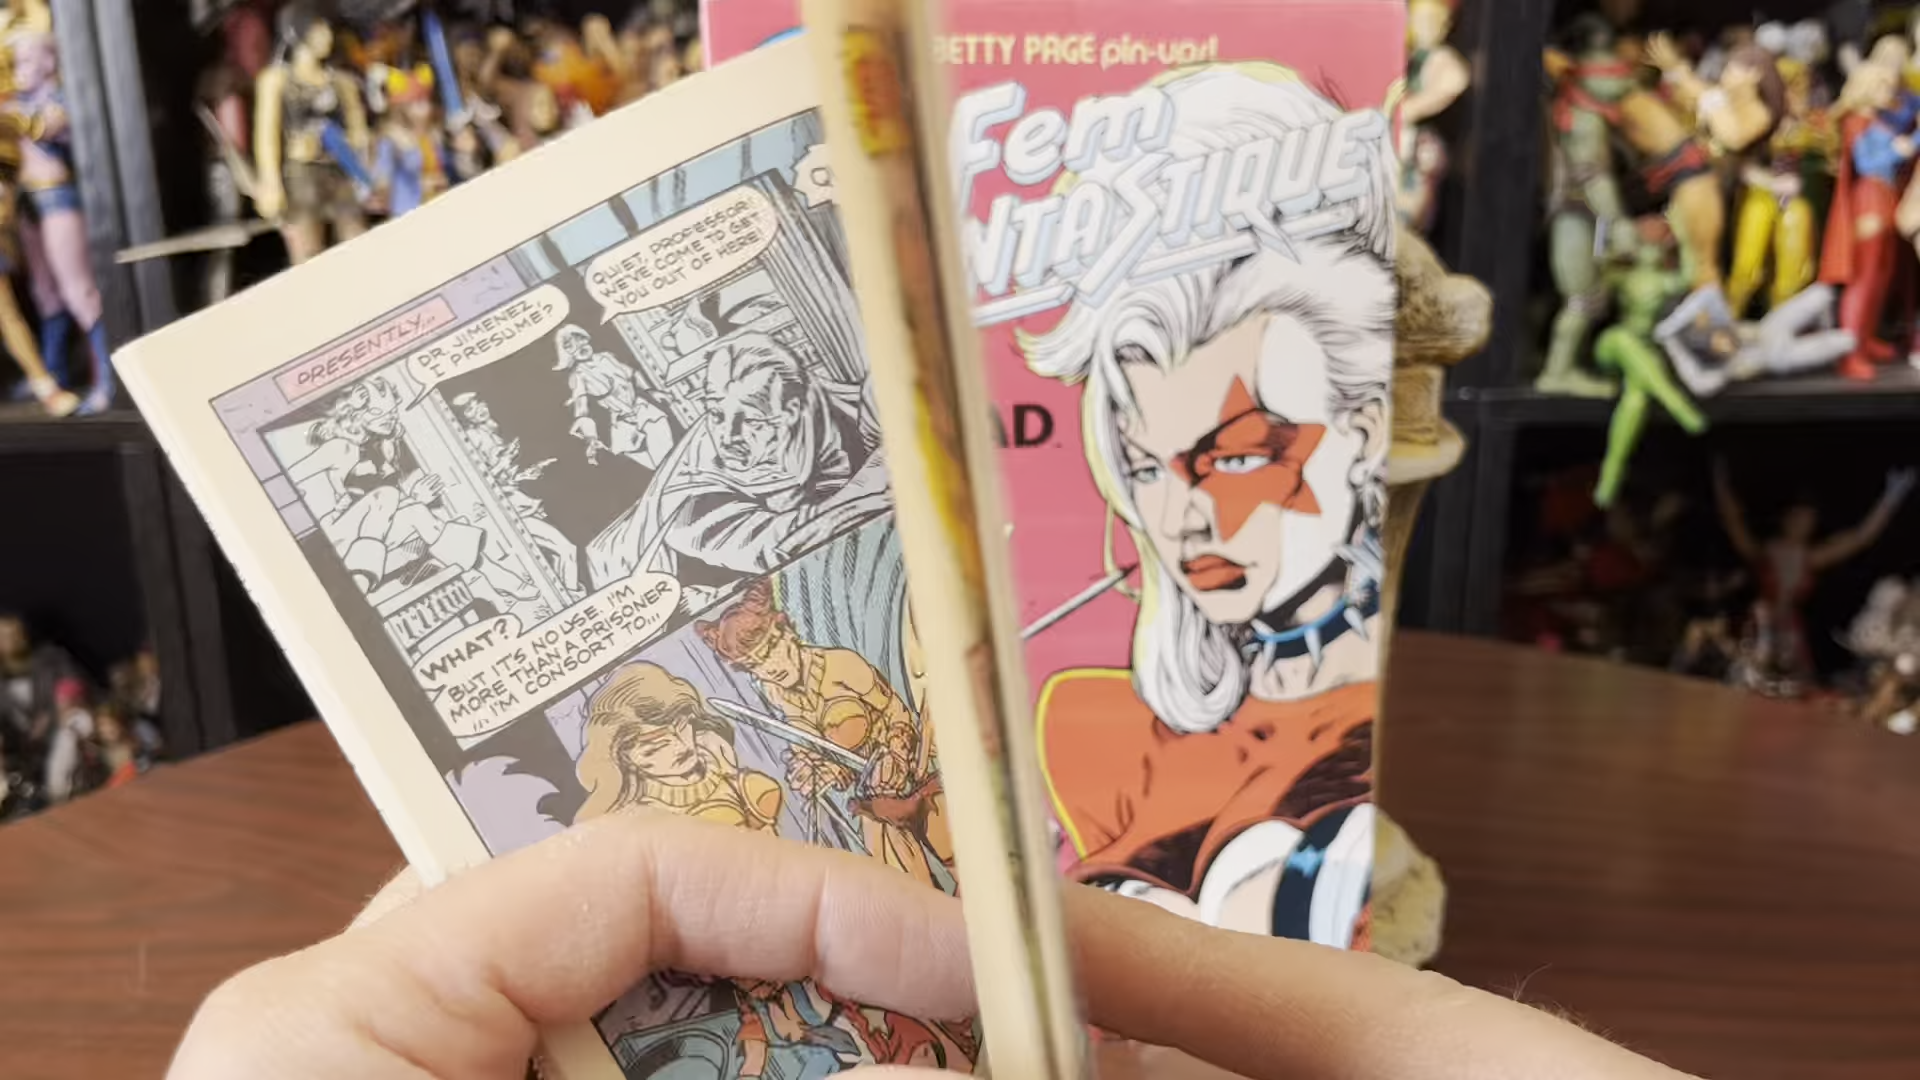 PRESENTLY...
DR. JIMENEZ,
I PRESUME?
QUIET, PROFESSOR!
WE'VE COME TO GET
YOU OUT OF HERE!
WHAT?
BUT IT'S NO USE. I'M
MORE THAN A PRISONER
...I'M CONSORT TO...
BETTY PAGE pin-ups!
Fem
NTASTIQUE
AD